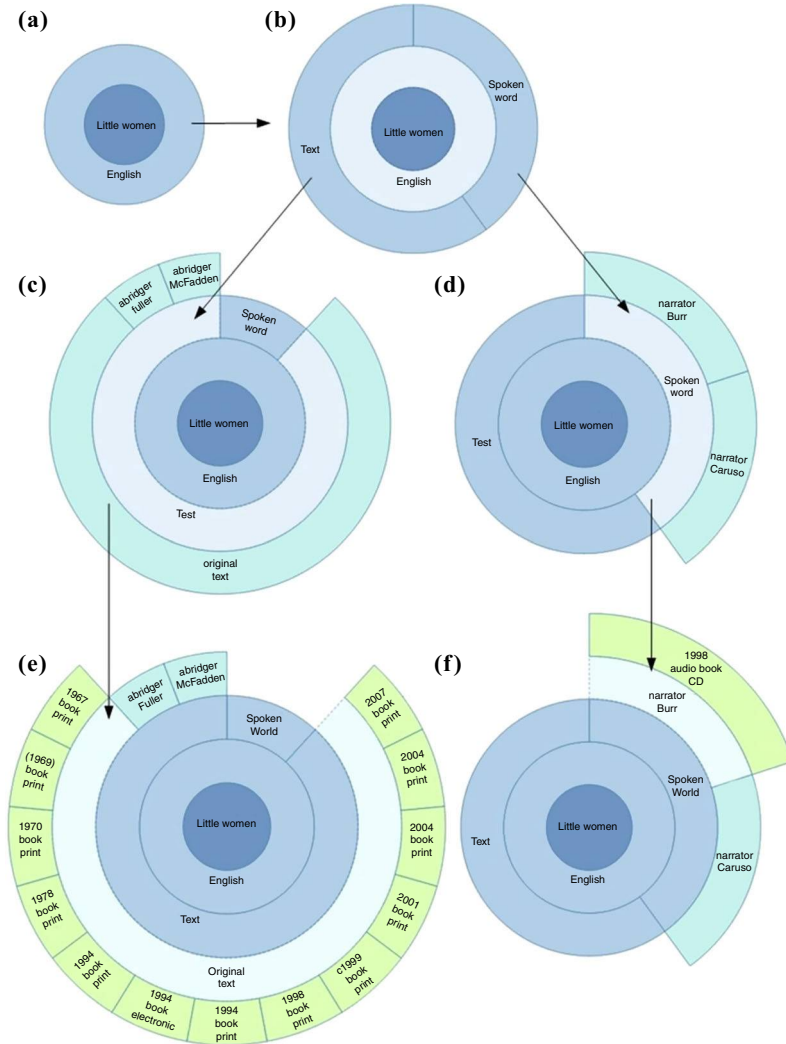 (a)
Little women
English
(b)
Text
Spoken
word
Little women
English
(c)
abridger
fuller
abridger
McFadden
Spoken
word
Little women
English
Test
original
text
(d)
narrator
Burr
Spoken
word
Little women
Test
English
narrator
Caruso
(e)
1967
book
print
abridger
Fuller
abridger
McFadden
Spoken
World
2007
book
print
(1969)
book
print
2004
book
print
1970
book
print
Little women
2004
book
print
English
1978
book
print
Text
2001
book
print
1994
book
print
Original
text
c1999
book
print
1994
book
electronic
1994
book
print
1998
book
print
(f)
1998
audio book
CD
narrator
Burr
Spoken
World
Text
Little women
English
narrator
Caruso